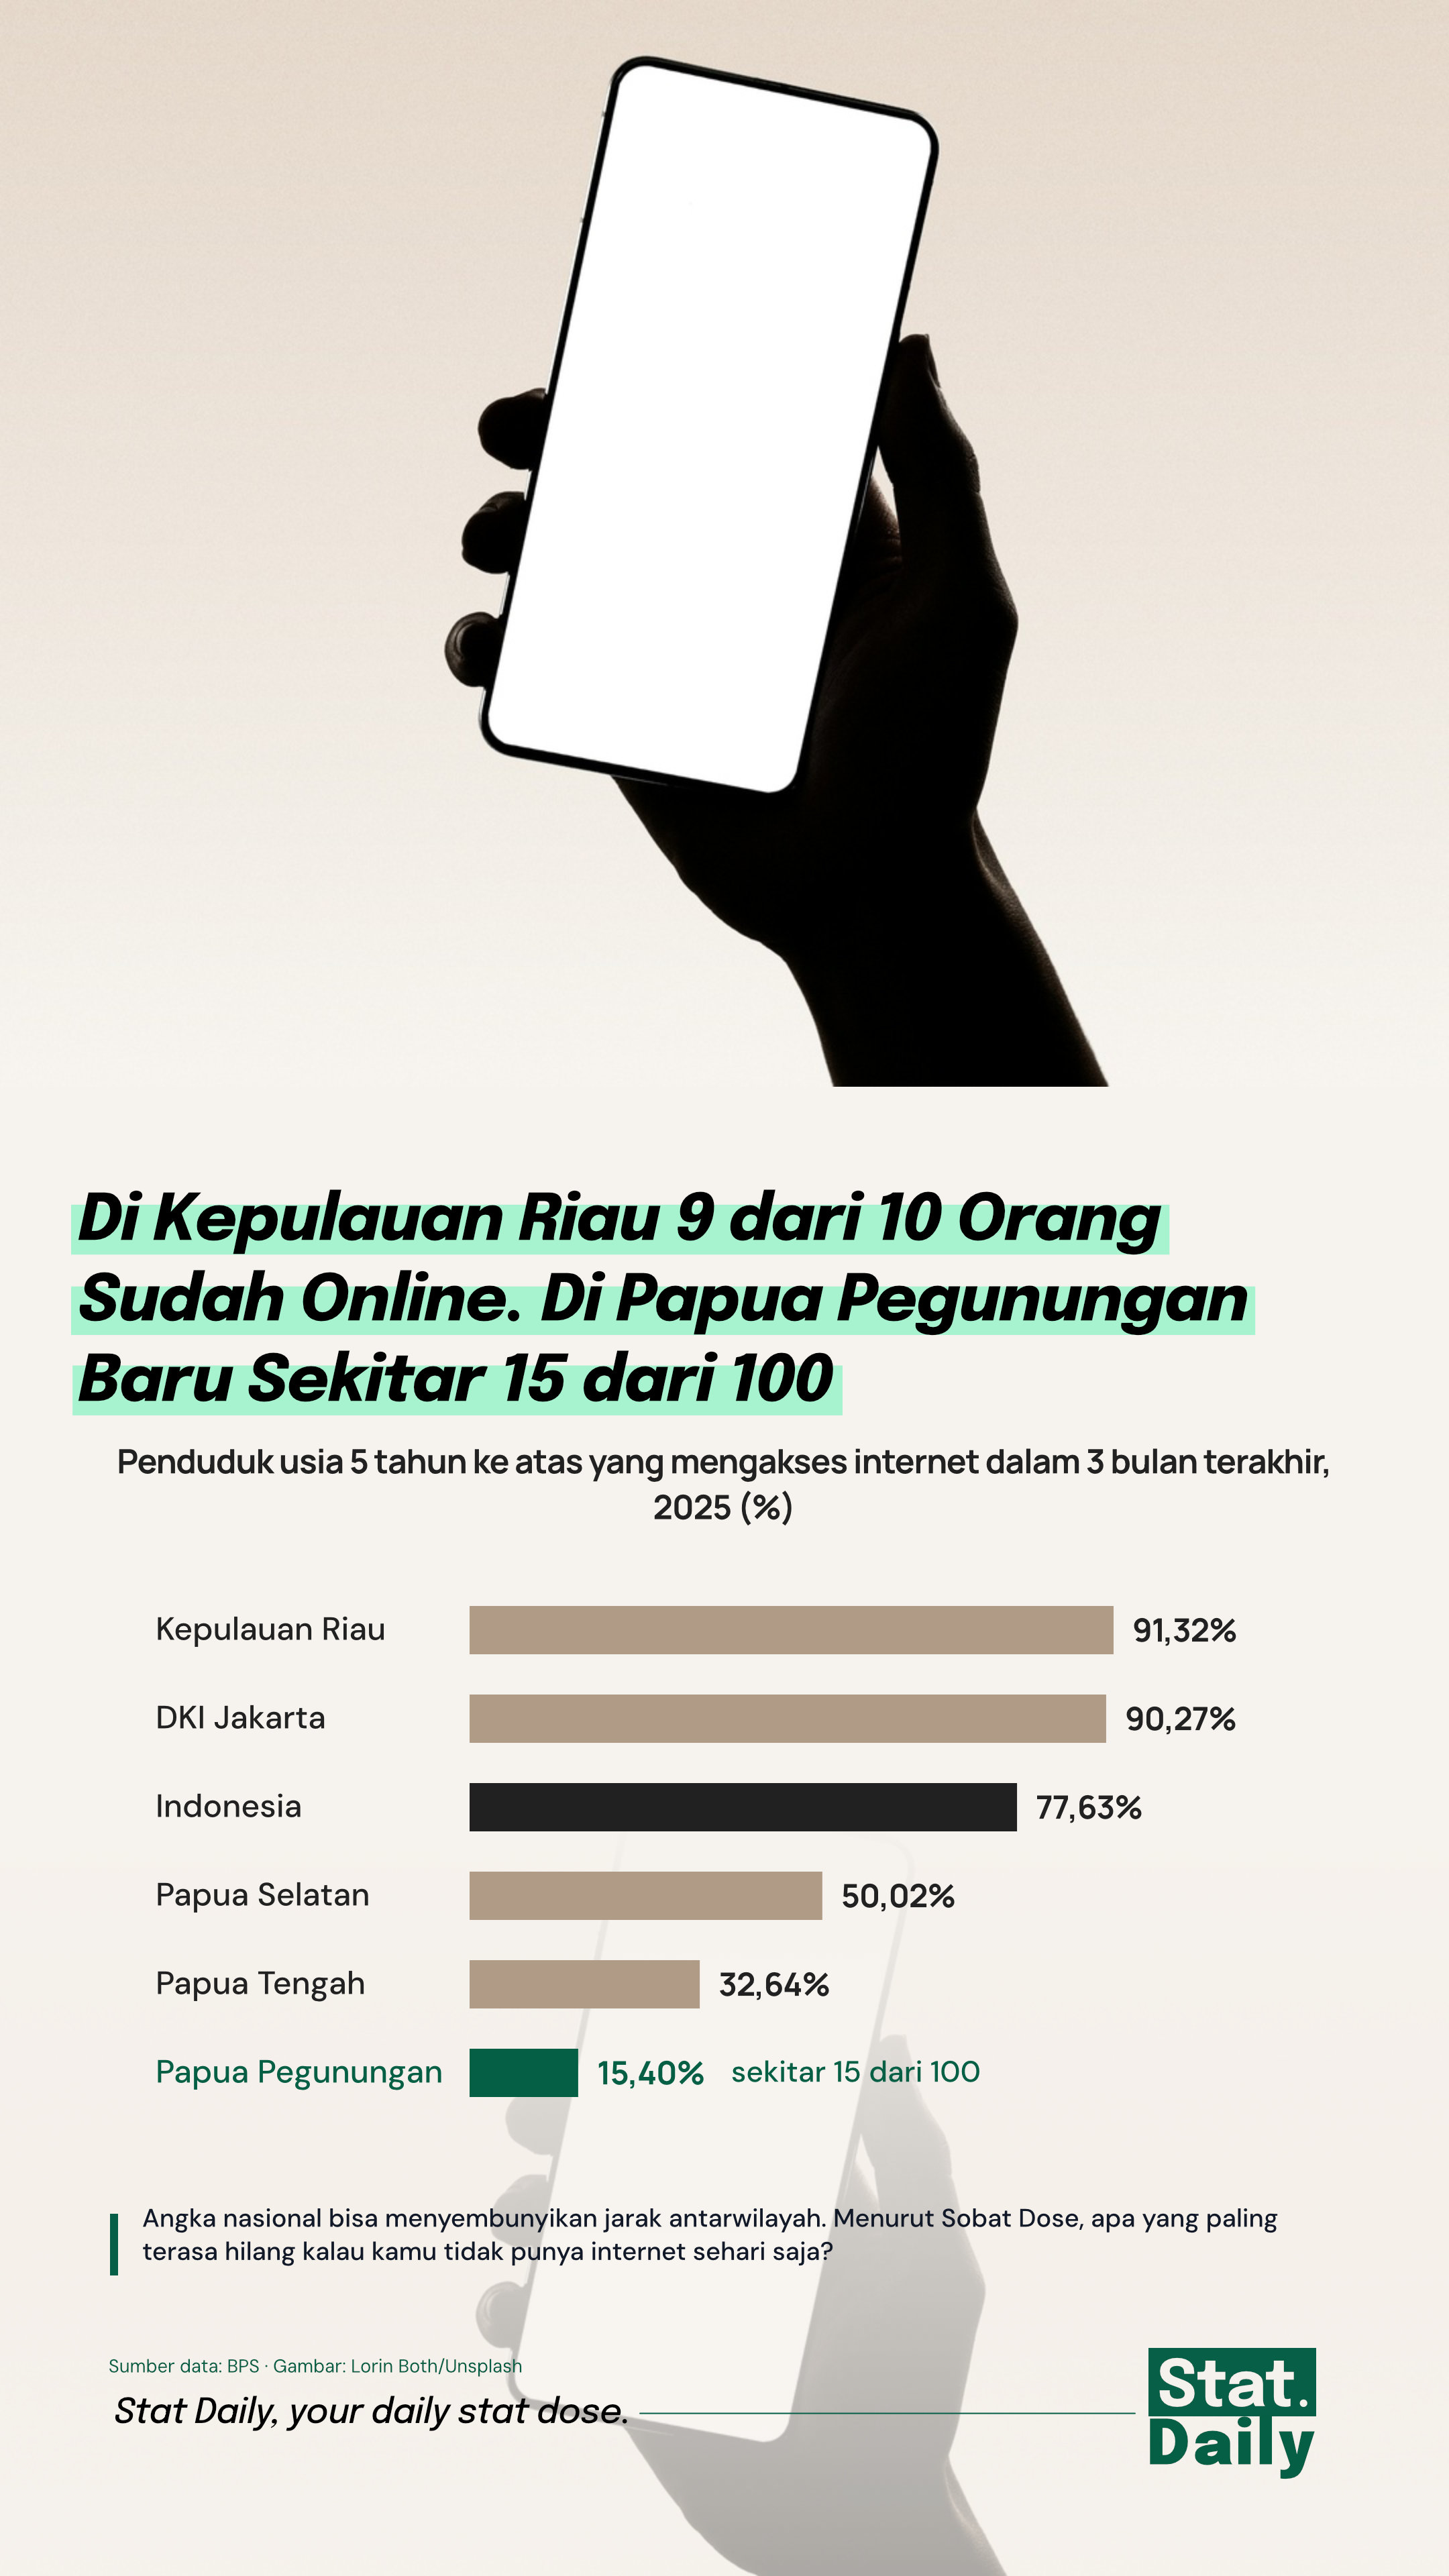 Di Kepulauan Riau 9 dari 10 Orang
Sudah Online. Di Papua Pegunungan
Baru Sekitar 15 dari 100
Penduduk usia 5 tahun ke atas yang mengakses internet dalam 3 bulan terakhir,
2025 (%)
Kepulauan Riau 91,32%
DKI Jakarta 90,27%
Indonesia 77,63%
Papua Selatan 50,02%
Papua Tengah 32,64%
Papua Pegunungan 15,40% sekitar 15 dari 100
Angka nasional bisa menyembunyikan jarak antarwilayah. Menurut Sobat Dose, apa yang paling
terasa hilang kalau kamu tidak punya internet sehari saja?
Sumber data: BPS · Gambar: Lorin Both/Unsplash
Stat Daily, your daily stat dose.
Stat.
Daily